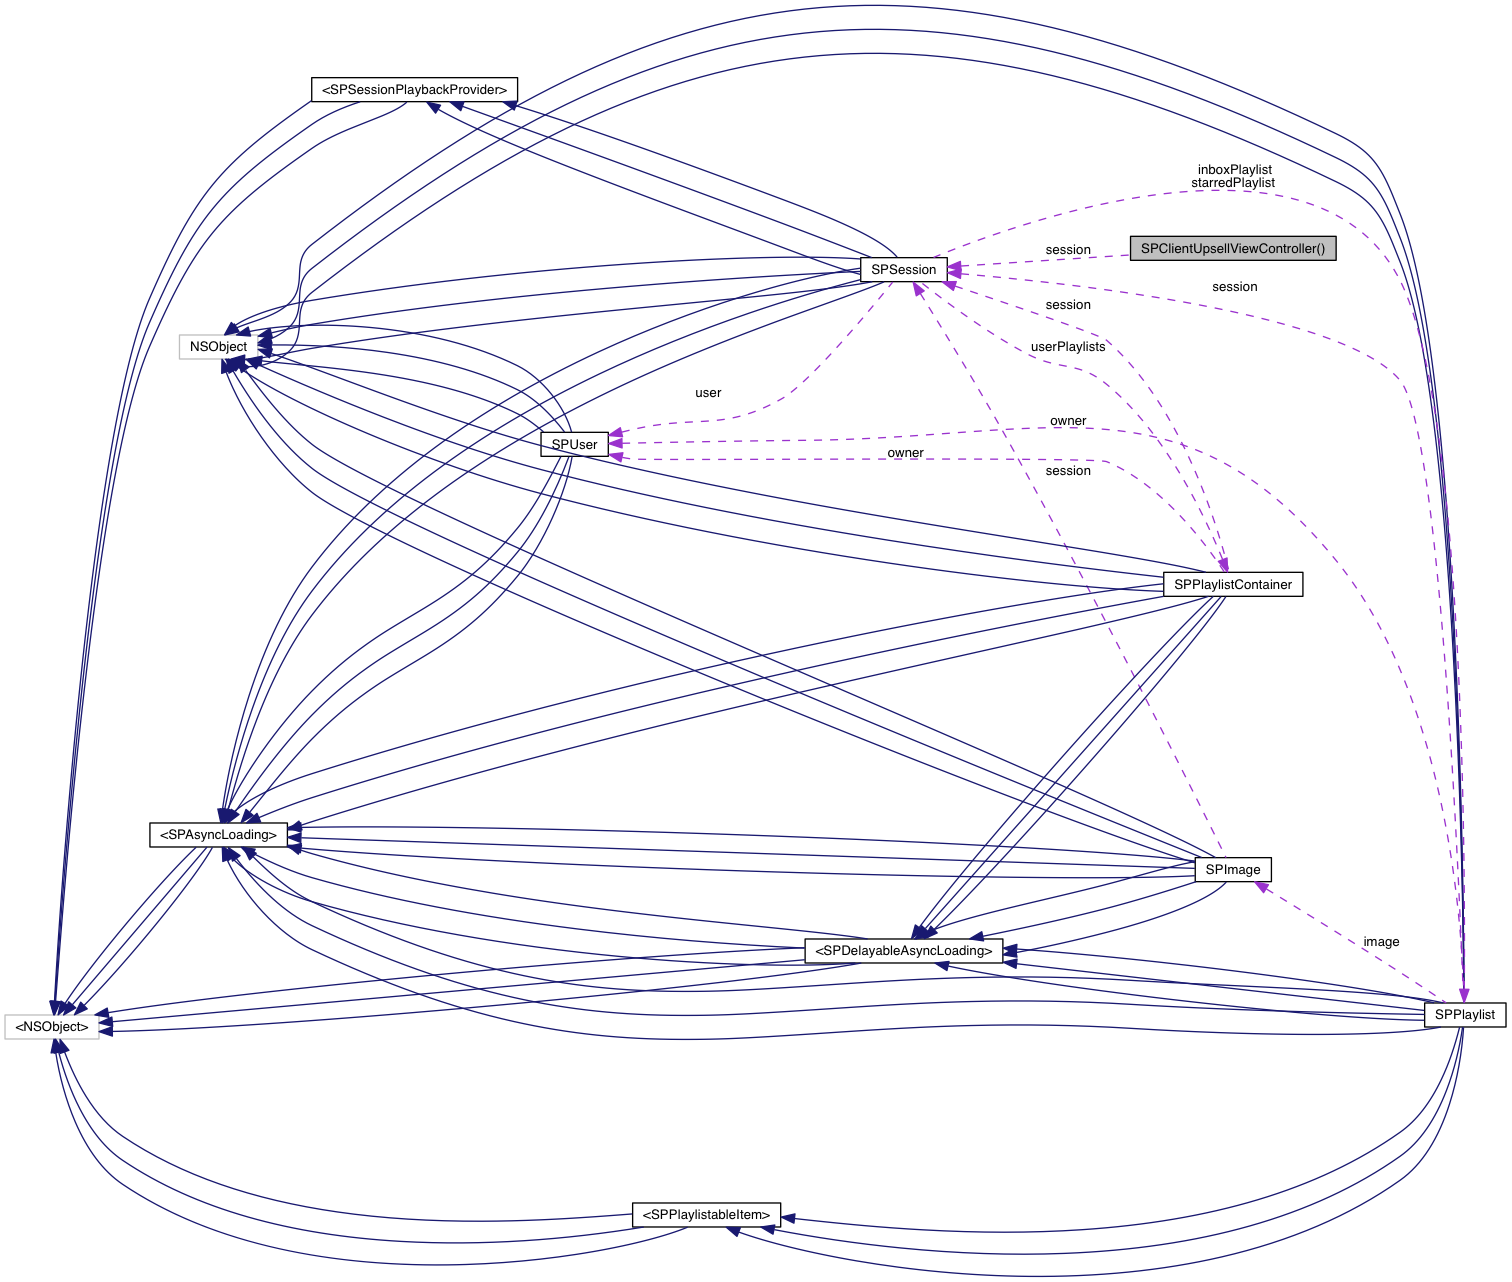 <SPSessionPlaybackProvider>
inboxPlaylist
starredPlaylist
SPClientUpsellViewController()
session
SPSession
session
session
NSObject
userPlaylists
user
owner
SPUser
owner
session
SPPlaylistContainer
<SPAsyncLoading>
SPImage
image
<SPDelayableAsyncLoading>
SPPlaylist
<NSObject>
<SPPlaylistableItem>